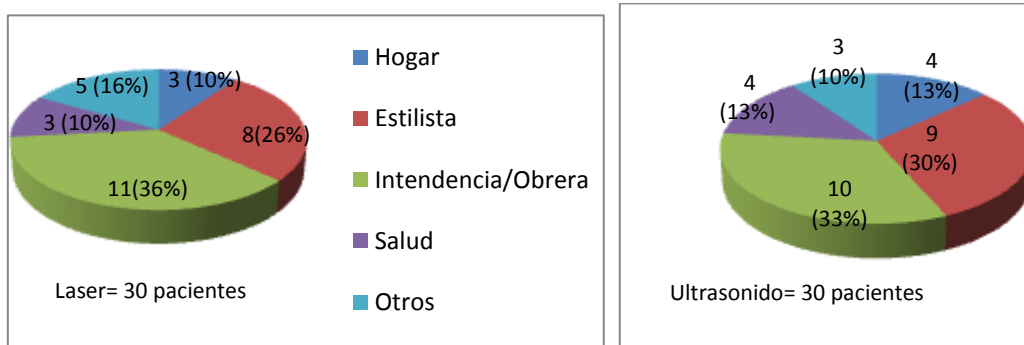 5 (16%)
3 (10%)
3 (10%)
8(26%)
11(36%)
Laser= 30 pacientes
Hogar
Estilista
Intendencia/Obrera
Salud
Otros
3
(10%)
4
(13%)
4
(13%)
9
(30%)
10
(33%)
Ultrasonido= 30 pacientes